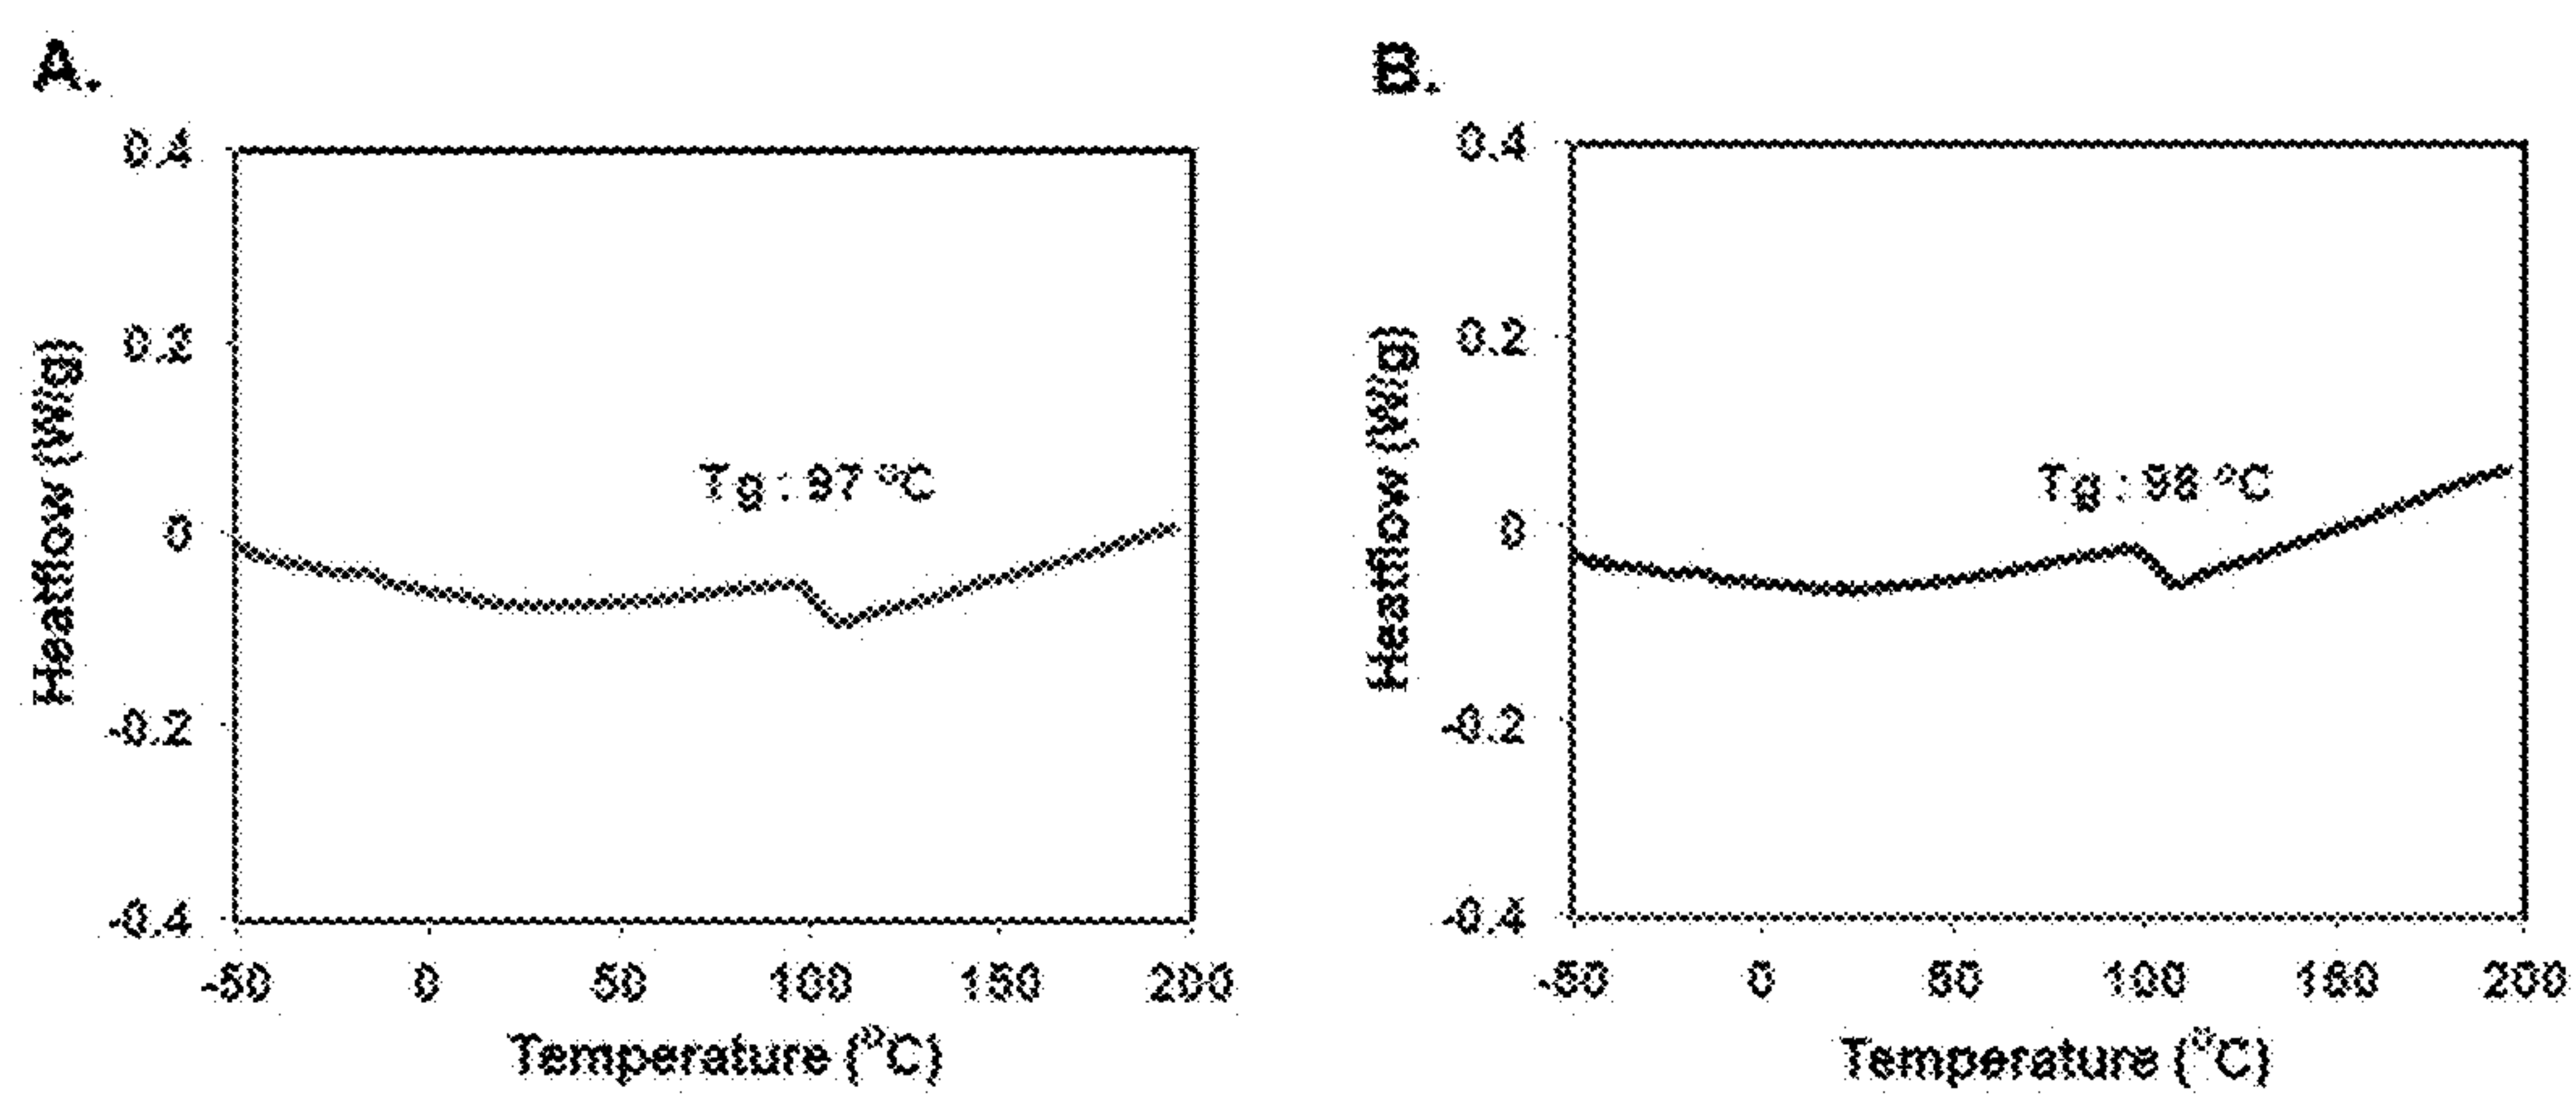 A.
0.4
0.2
0
-0.2
-0.4
Heatflow (W/g)
Tg : 97 °C
-50 0 50 100 150 200
Temperature (°C)
B.
0.4
0.2
0
-0.2
-0.4
Heatflow (W/g)
Tg : 98 °C
-50 0 50 100 150 200
Temperature (°C)